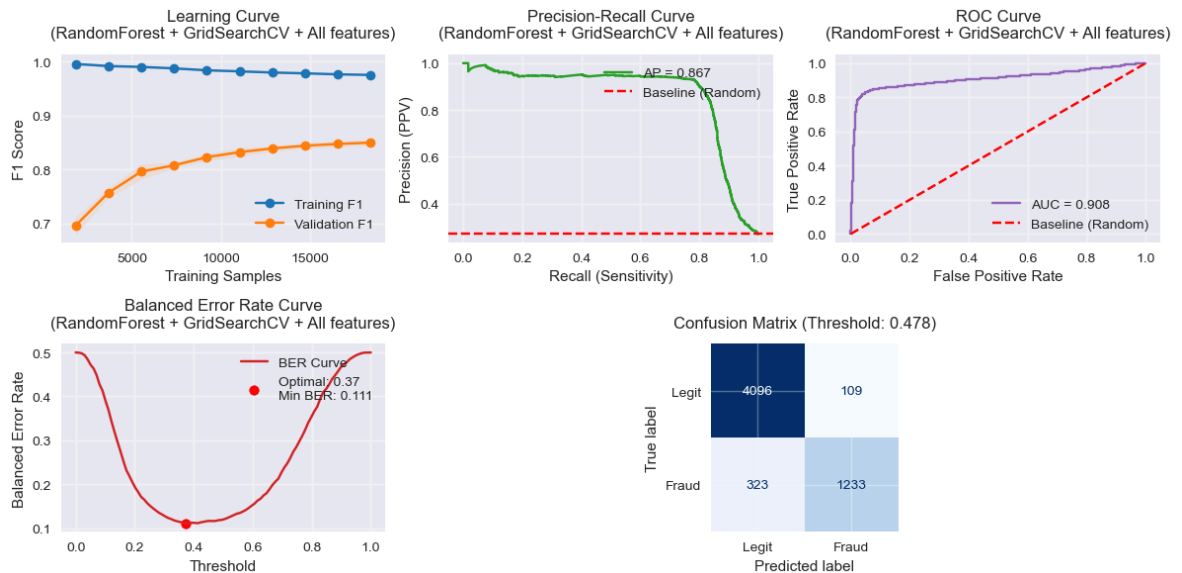 Learning Curve
(RandomForest + GridSearchCV + All features)
1.0
0.9
0.8
0.7
F1 Score
Training F1
Validation F1
5000
10000
15000
Training Samples
Precision-Recall Curve
(RandomForest + GridSearchCV + All features)
1.0
0.8
0.6
0.4
Precision (PPV)
AP = 0.867
Baseline (Random)
0.0
0.2
0.4
0.6
0.8
1.0
Recall (Sensitivity)
ROC Curve
(RandomForest + GridSearchCV + All features)
1.0
0.8
0.6
0.4
0.2
0.0
True Positive Rate
AUC = 0.908
Baseline (Random)
0.0
0.2
0.4
0.6
0.8
1.0
False Positive Rate
Balanced Error Rate Curve
(RandomForest + GridSearchCV + All features)
0.5
0.4
0.3
0.2
0.1
Balanced Error Rate
BER Curve
Optimal: 0.37
Min BER: 0.111
0.0
0.2
0.4
0.6
0.8
1.0
Threshold
Confusion Matrix (Threshold: 0.478)
True label
Legit
4096
109
Fraud
323
1233
Legit
Fraud
Predicted label